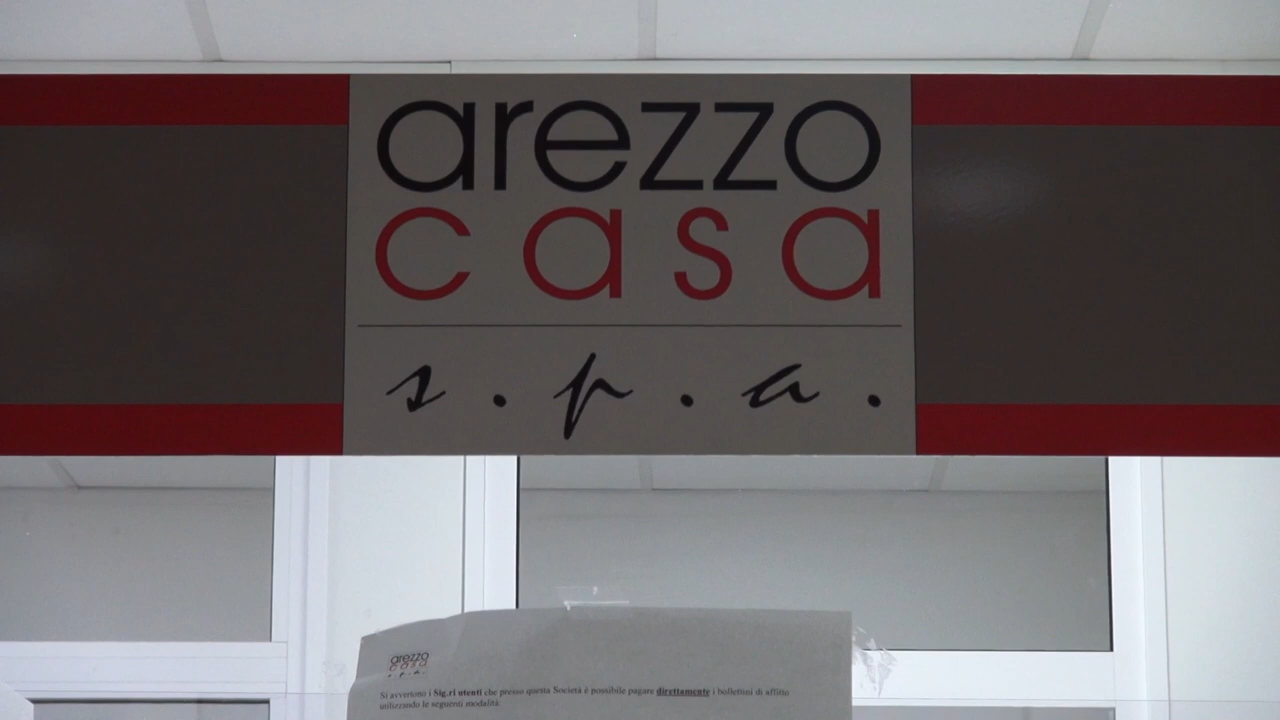 arezzo
casa
s.p.a.
arezzo
casa
s.p.a.
Si avvertono i Sig.ri utenti che presso questa Società è possibile pagare direttamente i bollettini di affitto
utilizzando le seguenti modalità: